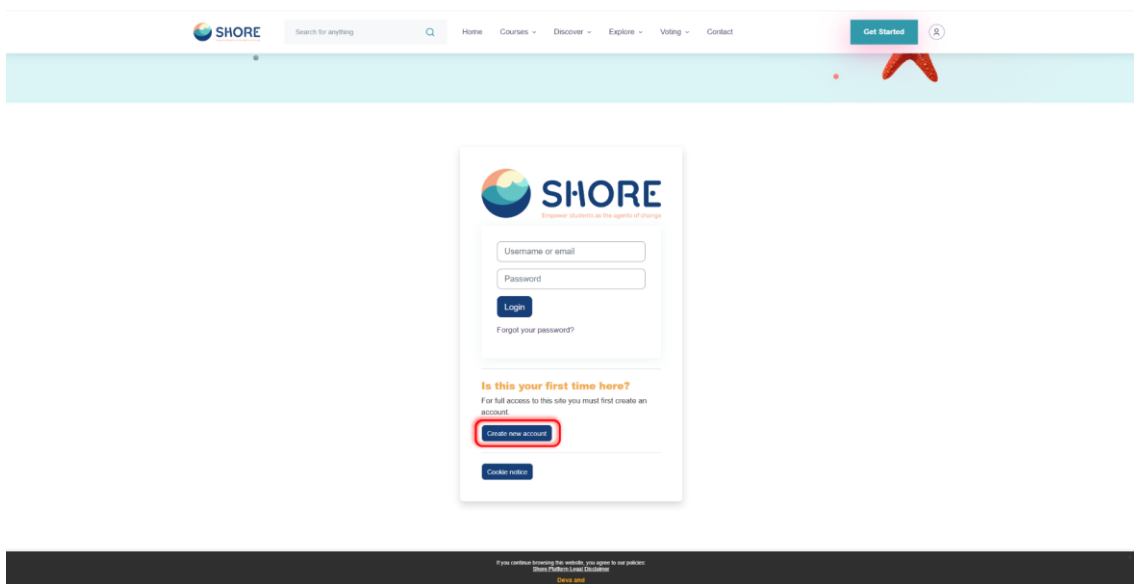 SHORE
Search for anything
Home Courses Discover Explore Voting Contact
Get Started
SHORE
Empower students as the agents of change
Username or email
Password
Login
Forgot your password?
Is this your first time here?
For full access to this site you must first create an
account.
Create new account
Cookie notice
If you continue browsing this website, you agree to our policies:
Shore Platform Legal Disclaimer
Deva and